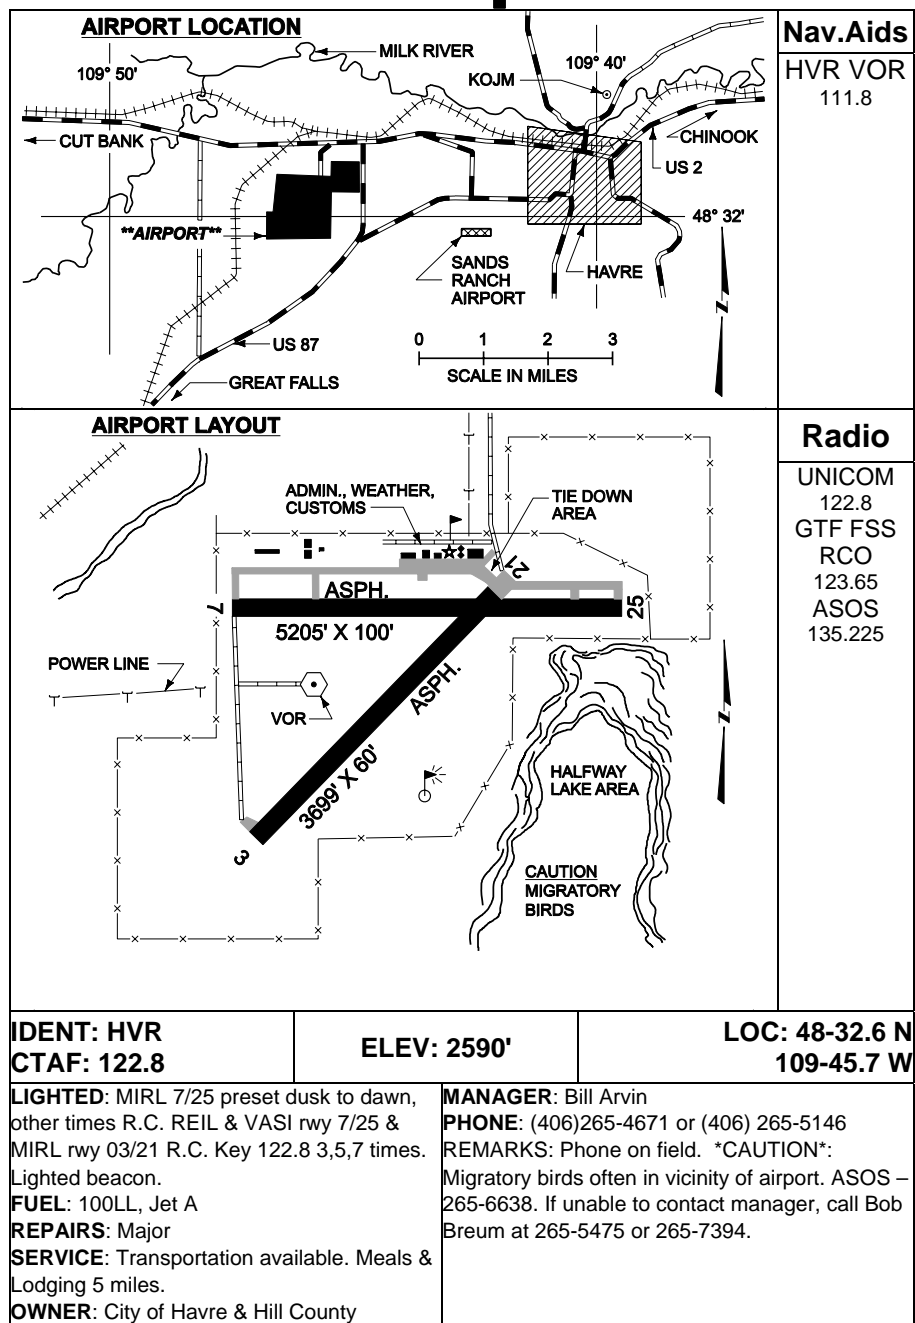 AIRPORT LOCATION
MILK RIVER
109° 50'
109° 40'
KOJM
CUT BANK
CHINOOK
US 2
48° 32'
**AIRPORT**
SANDS
RANCH
AIRPORT
HAVRE
N
US 87
GREAT FALLS
0 1 2 3
SCALE IN MILES
Nav.Aids
HVR VOR
111.8
AIRPORT LAYOUT
ADMIN., WEATHER,
CUSTOMS
TIE DOWN
AREA
21
7
ASPH.
25
5205' X 100'
POWER LINE
VOR
ASPH.
3699' X 60'
3
HALFWAY
LAKE AREA
N
CAUTION
MIGRATORY
BIRDS
Radio
UNICOM
122.8
GTF FSS
RCO
123.65
ASOS
135.225
IDENT: HVR
CTAF: 122.8
ELEV: 2590'
LOC: 48-32.6 N
109-45.7 W
LIGHTED: MIRL 7/25 preset dusk to dawn,
other times R.C. REIL & VASI rwy 7/25 &
MIRL rwy 03/21 R.C. Key 122.8 3,5,7 times.
Lighted beacon.
FUEL: 100LL, Jet A
REPAIRS: Major
SERVICE: Transportation available. Meals &
Lodging 5 miles.
OWNER: City of Havre & Hill County
MANAGER: Bill Arvin
PHONE: (406)265-4671 or (406) 265-5146
REMARKS: Phone on field. *CAUTION*:
Migratory birds often in vicinity of airport. ASOS –
265-6638. If unable to contact manager, call Bob
Breum at 265-5475 or 265-7394.